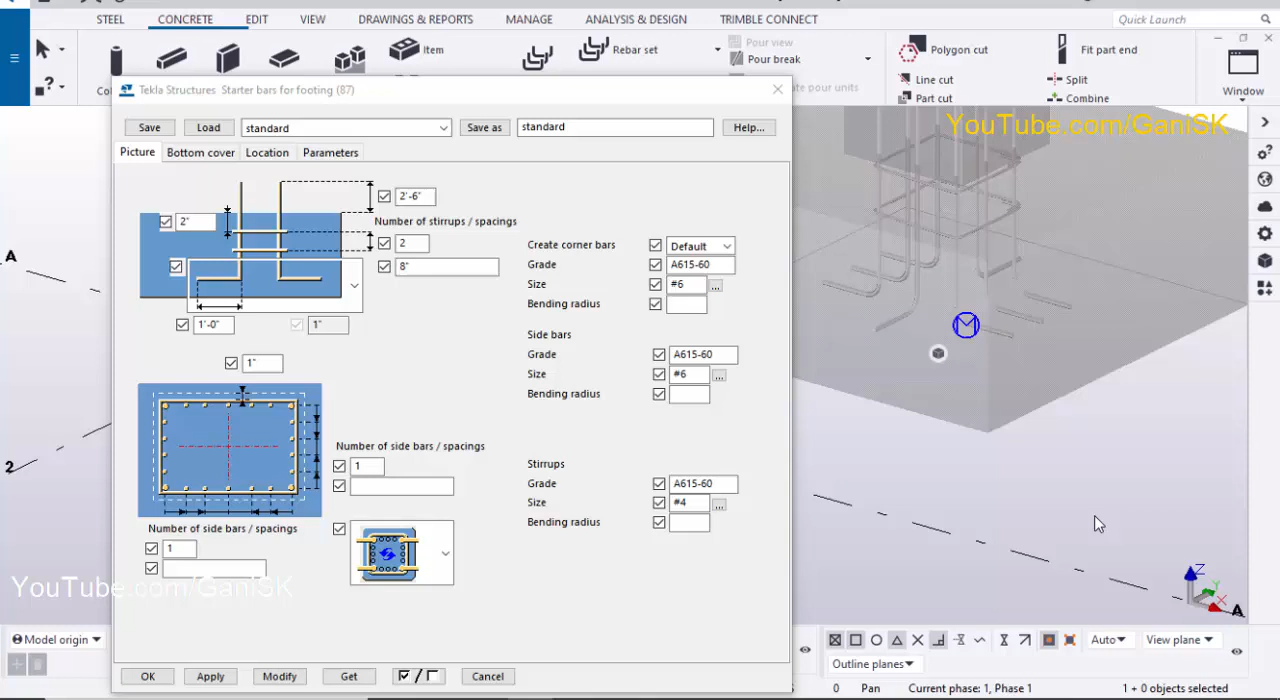 STEEL CONCRETE EDIT VIEW DRAWINGS & REPORTS MANAGE ANALYSIS & DESIGN TRIMBLE CONNECT Quick Launch
Item
Rebar set
Pour view
Pour break
Polygon cut
Line cut
Part cut
Fit part end
Split
Combine
Window
Tekla Structures Starter bars for footing (87)
YouTube.com/GaniSK
Save Load standard Save as standard Help...
Picture Bottom cover Location Parameters
2'-6"
2"
Number of stirrups / spacings
2
8"
1'-0" 1"
1"
Create corner bars Default
Grade A615-60
Size #6 ...
Bending radius
Side bars
Grade A615-60
Size #6 ...
Bending radius
Number of side bars / spacings
1
Stirrups
Grade A615-60
Size #4 ...
Bending radius
Number of side bars / spacings
1
YouTube.com/GaniSK
A
2
Z
Y
X
A
Model origin
Auto View plane
Outline planes
OK Apply Modify Get / Cancel
0 Pan Current phase: 1, Phase 1 1 + 0 objects selected